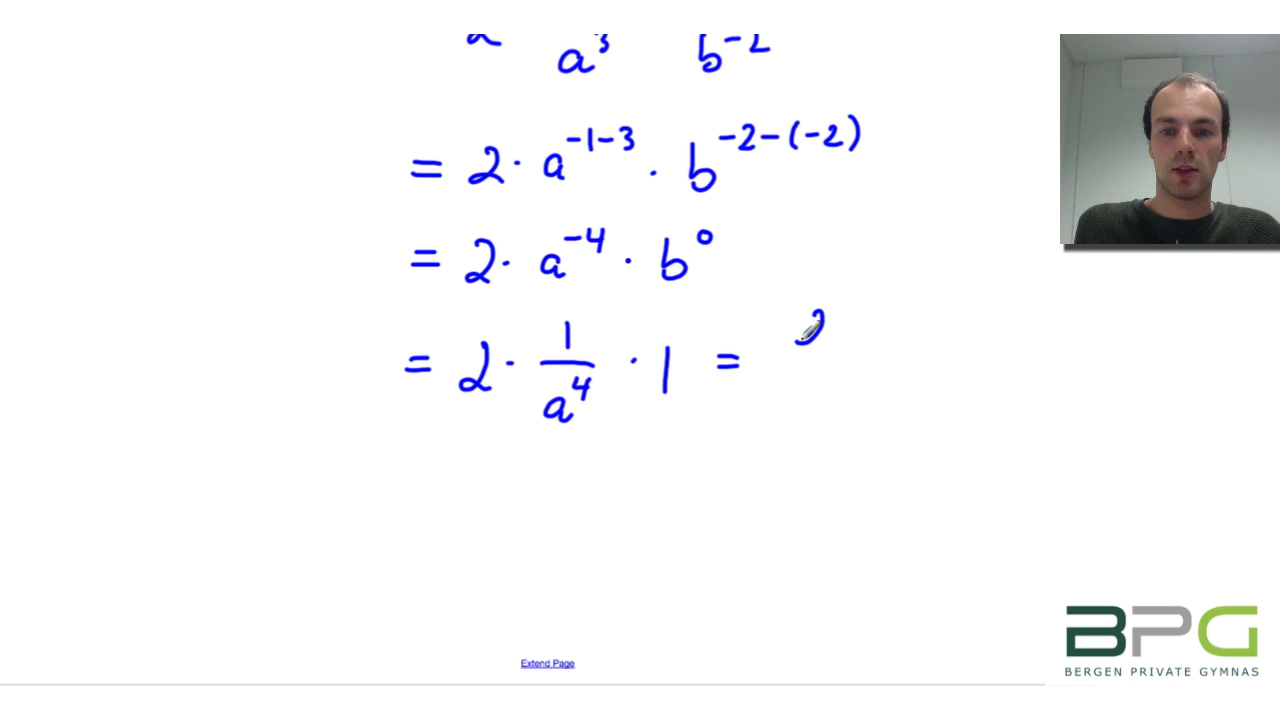 a³ b⁻²
= 2 · a⁻¹⁻³ · b⁻²⁻⁽⁻²⁾
= 2 · a⁻⁴ · b⁰
= 2 · 1/a⁴ · 1 = 2
Extend Page
BPG
BERGEN PRIVATE GYMNAS